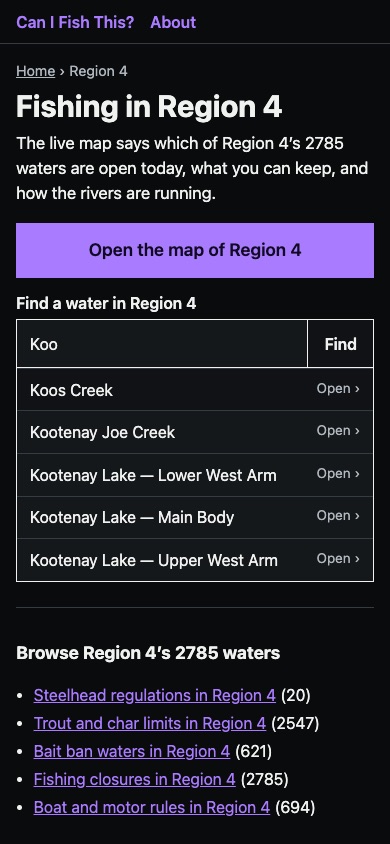 Can I Fish This? About
Home › Region 4
Fishing in Region 4
The live map says which of Region 4’s 2785
waters are open today, what you can keep, and
how the rivers are running.
Open the map of Region 4
Find a water in Region 4
Koo Find
Koos Creek Open ›
Kootenay Joe Creek Open ›
Kootenay Lake — Lower West Arm Open ›
Kootenay Lake — Main Body Open ›
Kootenay Lake — Upper West Arm Open ›
Browse Region 4’s 2785 waters
• Steelhead regulations in Region 4 (20)
• Trout and char limits in Region 4 (2547)
• Bait ban waters in Region 4 (621)
• Fishing closures in Region 4 (2785)
• Boat and motor rules in Region 4 (694)